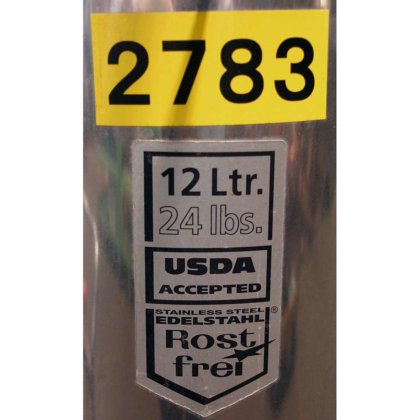 2783
12 Ltr.
24 lbs.
USDA
ACCEPTED
STAINLESS STEEL
EDELSTAHL®
Rost
frei